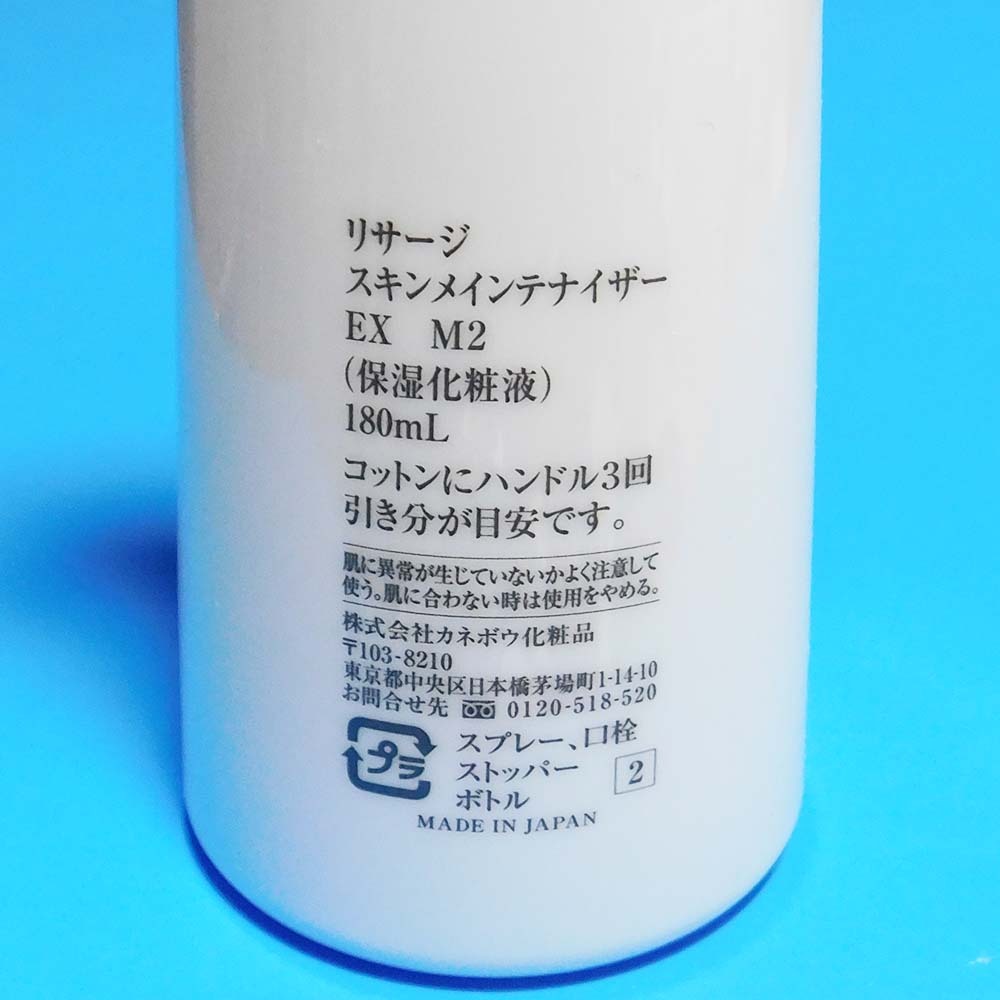 リサージ
スキンメインテナイザー
EX M2
(保湿化粧液)
180mL
コットンにハンドル3回
引き分が目安です。
肌に異常が生じていないかよく注意して
使う。肌に合わない時は使用をやめる。
株式会社カネボウ化粧品
〒103-8210
東京都中央区日本橋茅場町1-14-10
お問合せ先 0120-518-520
プラ
スプレー、口栓
ストッパー 2
ボトル
MADE IN JAPAN